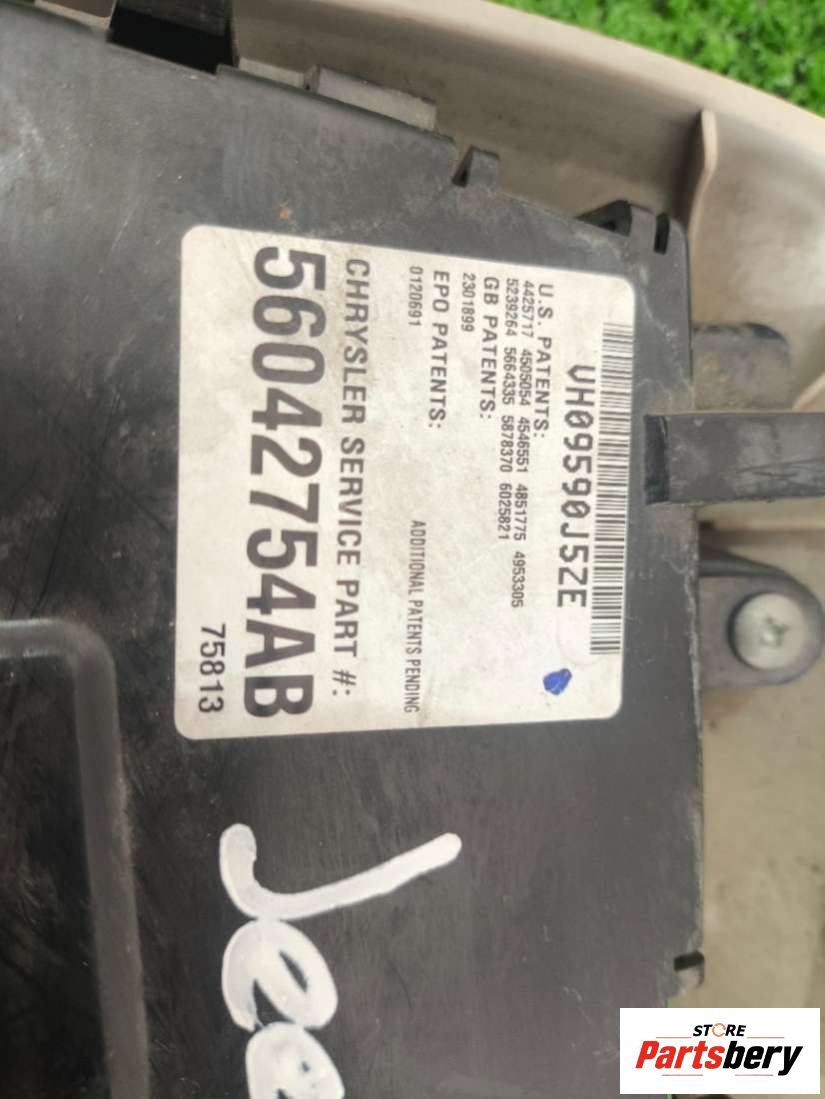 VH09590J5ZE
U.S. PATENTS:
4425717 4505054 4546551 4851775 4953305
5239264 5664335 5878370 6025821
GB PATENTS:
2301899
EPO PATENTS:
0120691
ADDITIONAL PATENTS PENDING
CHRYSLER SERVICE PART #:
56042754AB
75813
Jee
STORE
Partsbery